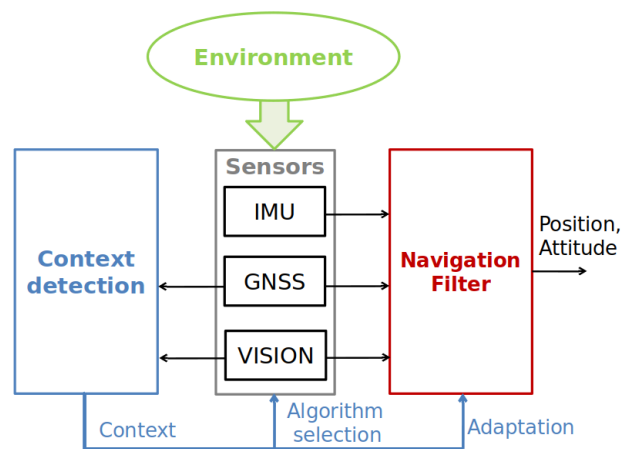 Environment
Sensors
IMU
GNSS
VISION
Context
detection
Navigation
Filter
Position,
Attitude
Context
Algorithm
selection
Adaptation